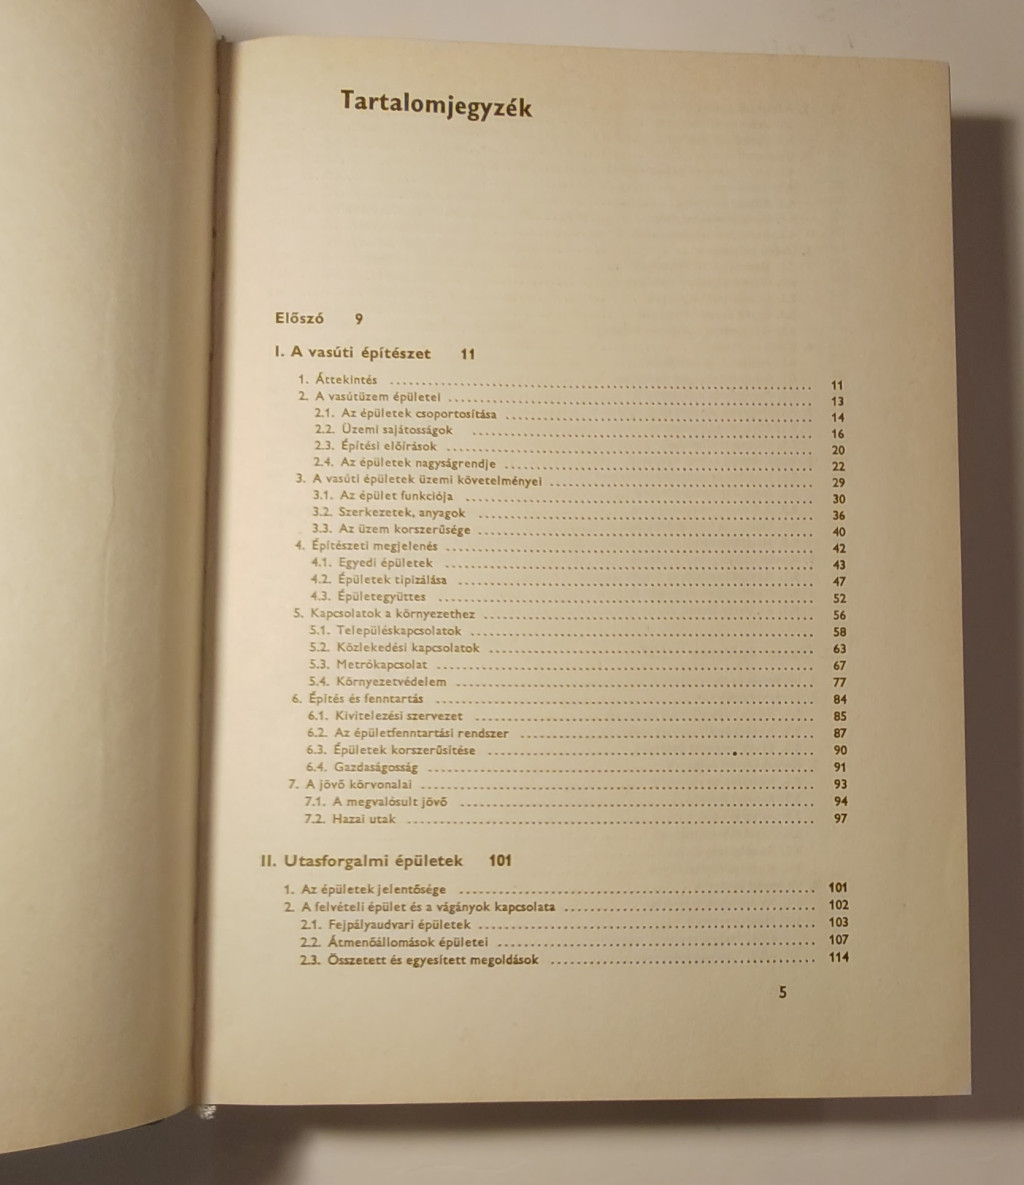 Tartalomjegyzék
Előszó 9
I. A vasúti építészet 11
1. Áttekintés ........ 11
2. A vasútüzem épületei ........ 13
2.1. Az épületek csoportosítása ........ 14
2.2. Üzemi sajátosságok ........ 16
2.3. Építési előírások ........ 20
2.4. Az épületek nagyságrendje ........ 22
3. A vasúti épületek üzemi követelményei ........ 29
3.1. Az épület funkciója ........ 30
3.2. Szerkezetek, anyagok ........ 36
3.3. Az üzem korszerűsége ........ 40
4. Építészeti megjelenés ........ 42
4.1. Egyedi épületek ........ 43
4.2. Épületek tipizálása ........ 47
4.3. Épületegyüttes ........ 52
5. Kapcsolatok a környezethez ........ 56
5.1. Településkapcsolatok ........ 58
5.2. Közlekedési kapcsolatok ........ 63
5.3. Metrókapcsolat ........ 67
5.4. Környezetvédelem ........ 77
6. Építés és fenntartás ........ 84
6.1. Kivitelezési szervezet ........ 85
6.2. Az épületfenntartási rendszer ........ 87
6.3. Épületek korszerűsítése ........ 90
6.4. Gazdaságosság ........ 91
7. A jövő körvonalai ........ 93
7.1. A megvalósult jövő ........ 94
7.2. Hazai utak ........ 97
II. Utasforgalmi épületek 101
1. Az épületek jelentősége ........ 101
2. A felvételi épület és a vágányok kapcsolata ........ 102
2.1. Fejpályaudvari épületek ........ 103
2.2. Átmenőállomások épületei ........ 107
2.3. Összetett és egyesített megoldások ........ 114
5